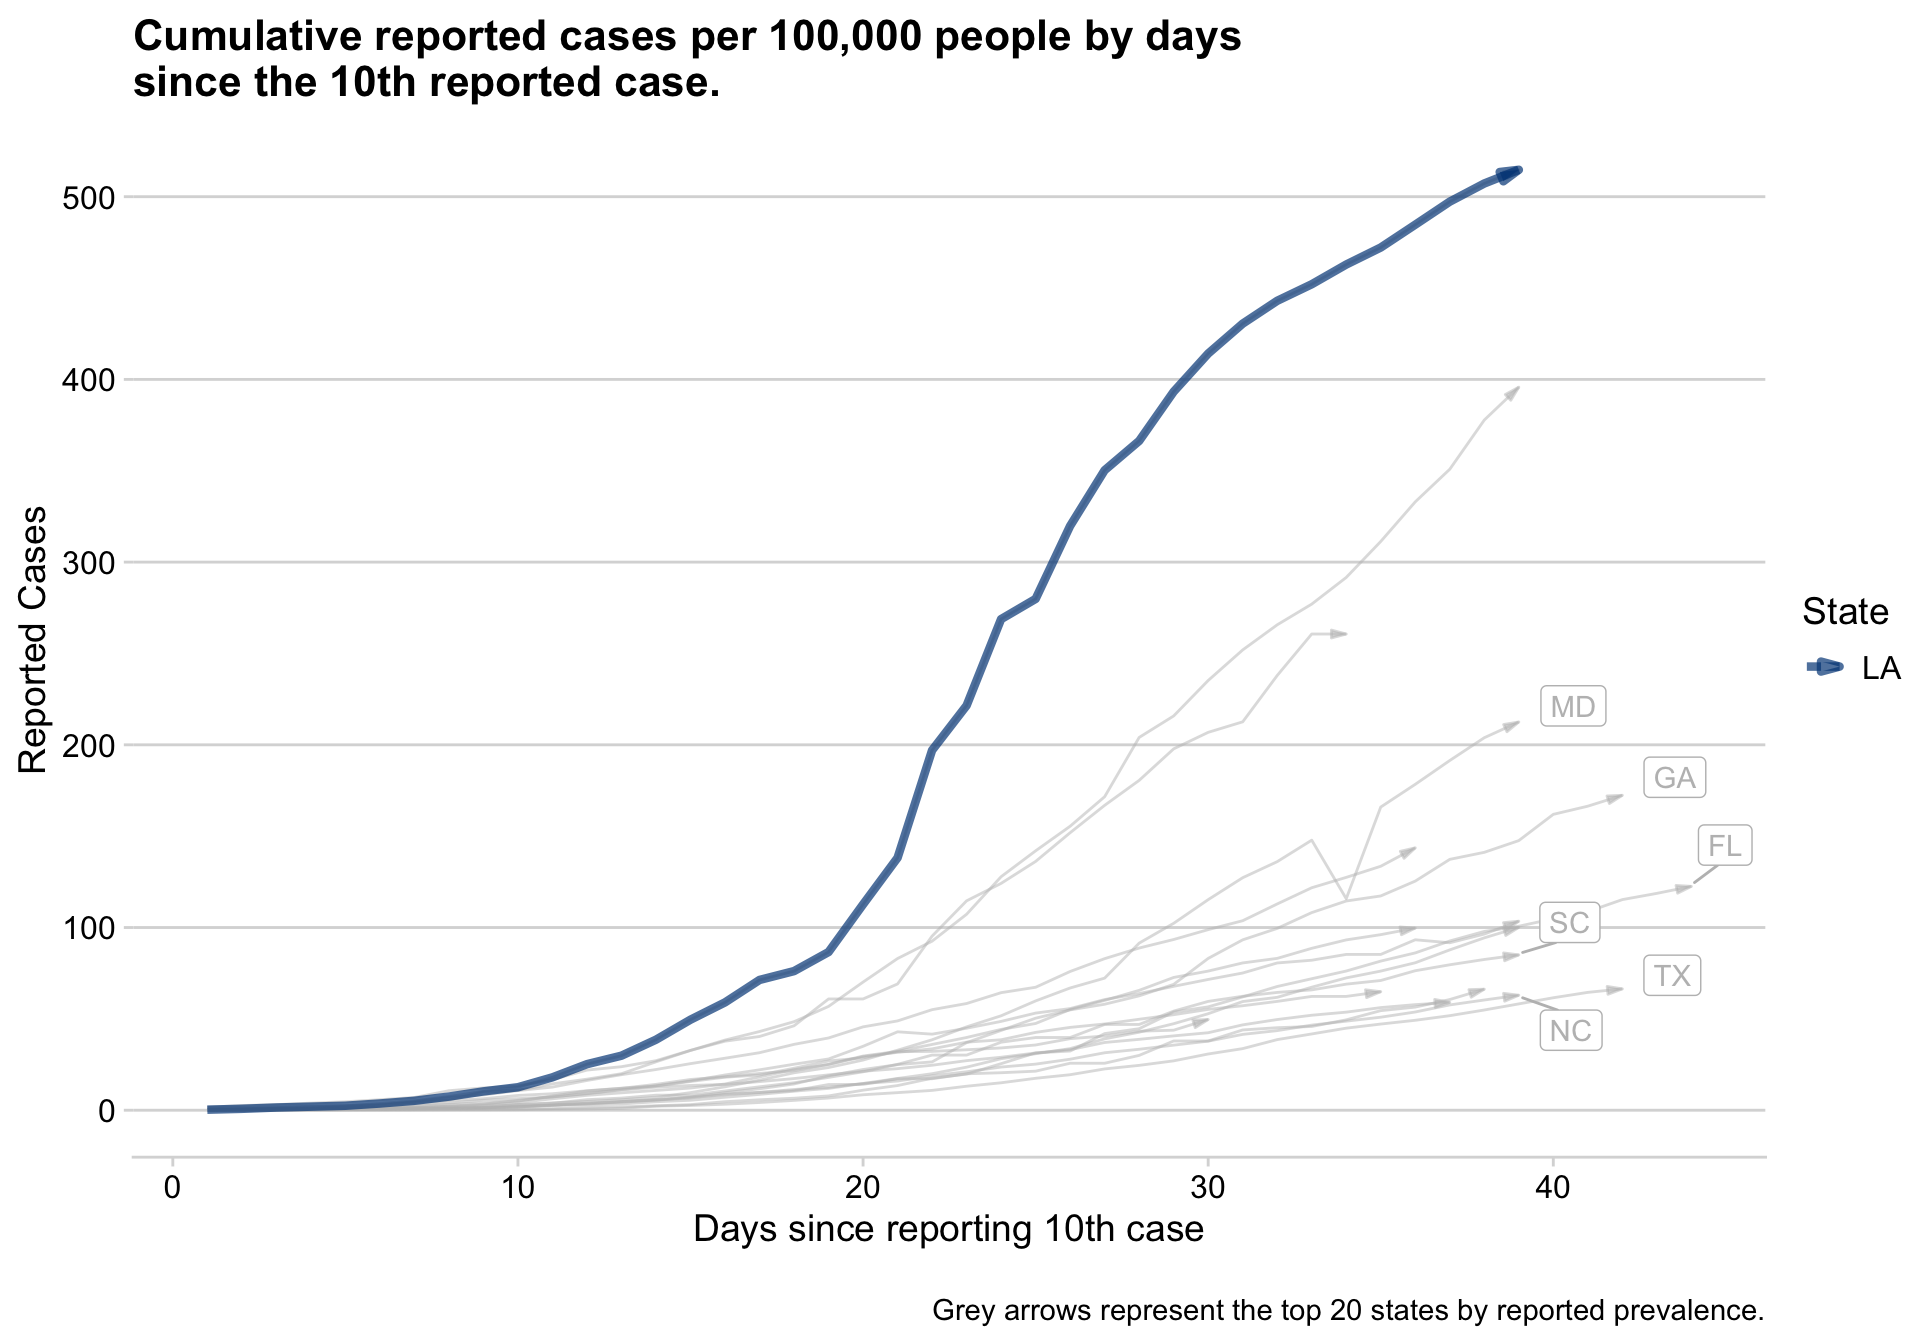 Cumulative reported cases per 100,000 people by days
since the 10th reported case.
Reported Cases
500
400
300
200
100
0
MD
GA
FL
SC
TX
NC
State
LA
0 10 20 30 40
Days since reporting 10th case
Grey arrows represent the top 20 states by reported prevalence.